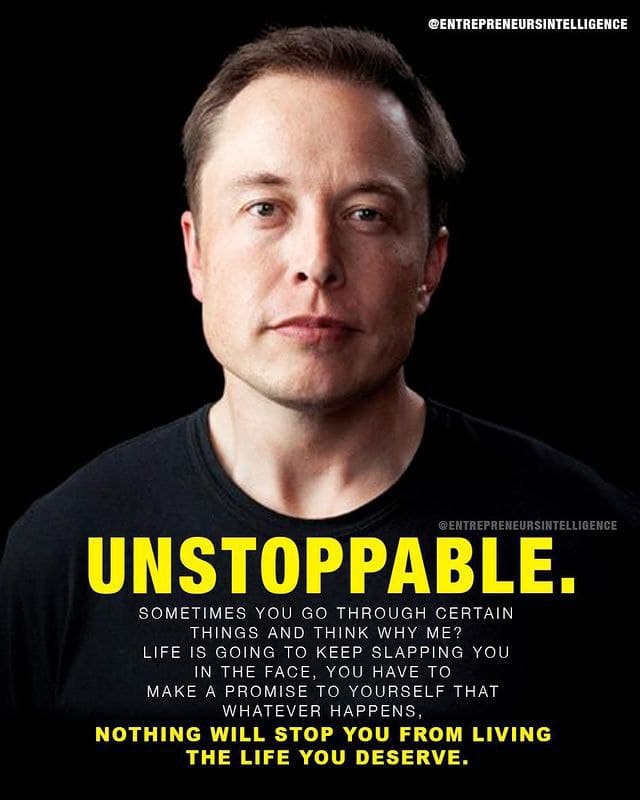 @ENTREPRENEURSINTELLIGENCE
@ENTREPRENEURSINTELLIGENCE
UNSTOPPABLE.
SOMETIMES YOU GO THROUGH CERTAIN
THINGS AND THINK WHY ME?
LIFE IS GOING TO KEEP SLAPPING YOU
IN THE FACE, YOU HAVE TO
MAKE A PROMISE TO YOURSELF THAT
WHATEVER HAPPENS,
NOTHING WILL STOP YOU FROM LIVING
THE LIFE YOU DESERVE.